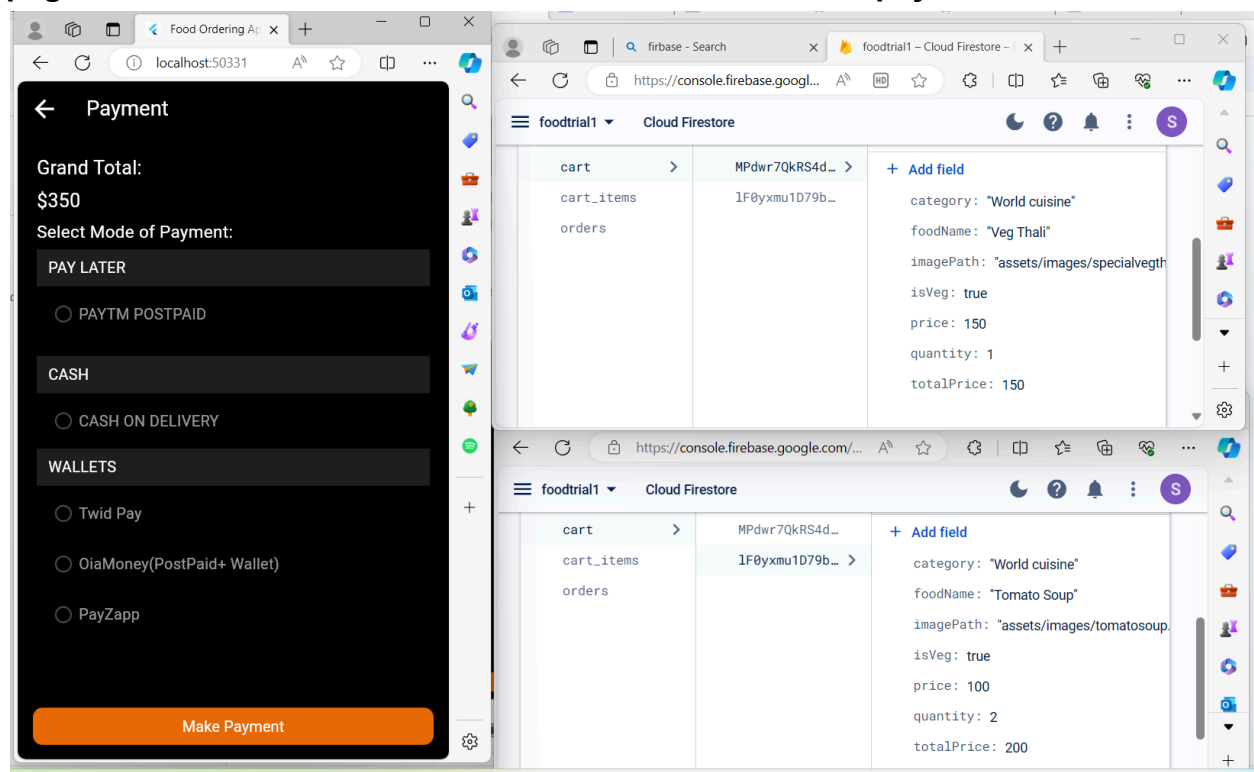 Food Ordering Ap
localhost:50331
Payment
Grand Total:
$350
Select Mode of Payment:
PAY LATER
PAYTM POSTPAID
CASH
CASH ON DELIVERY
WALLETS
Twid Pay
OiaMoney(PostPaid+ Wallet)
PayZapp
Make Payment
firbase - Search
foodtrial1 – Cloud Firestore –
https://console.firebase.googl...
HD
foodtrial1
Cloud Firestore
S
cart
cart_items
orders
MPdwr7QkRS4d…
lF0yxmu1D79b…
+ Add field
category: "World cuisine"
foodName: "Veg Thali"
imagePath: "assets/images/specialvegth
isVeg: true
price: 150
quantity: 1
totalPrice: 150
https://console.firebase.google.com/...
foodtrial1
Cloud Firestore
S
cart
cart_items
orders
MPdwr7QkRS4d…
lF0yxmu1D79b…
+ Add field
category: "World cuisine"
foodName: "Tomato Soup"
imagePath: "assets/images/tomatosoup.
isVeg: true
price: 100
quantity: 2
totalPrice: 200